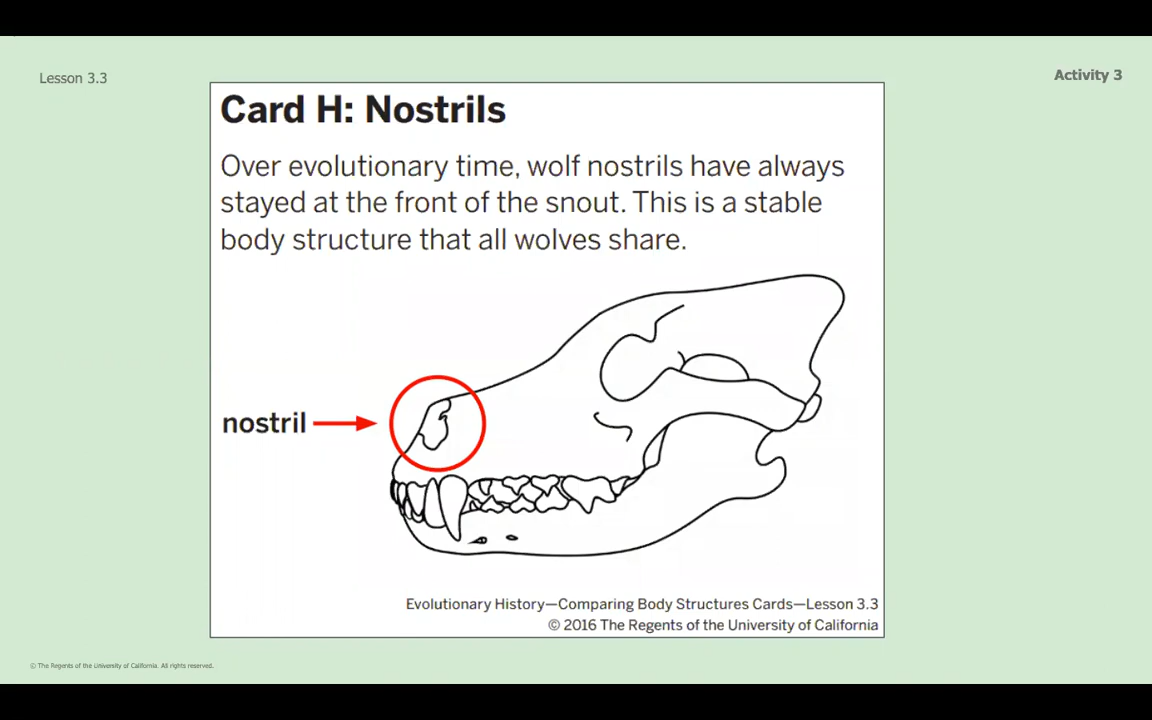 Lesson 3.3
Activity 3
Card H: Nostrils
Over evolutionary time, wolf nostrils have always
stayed at the front of the snout. This is a stable
body structure that all wolves share.
nostril
Evolutionary History—Comparing Body Structures Cards—Lesson 3.3
© 2016 The Regents of the University of California
© The Regents of the University of California. All rights reserved.